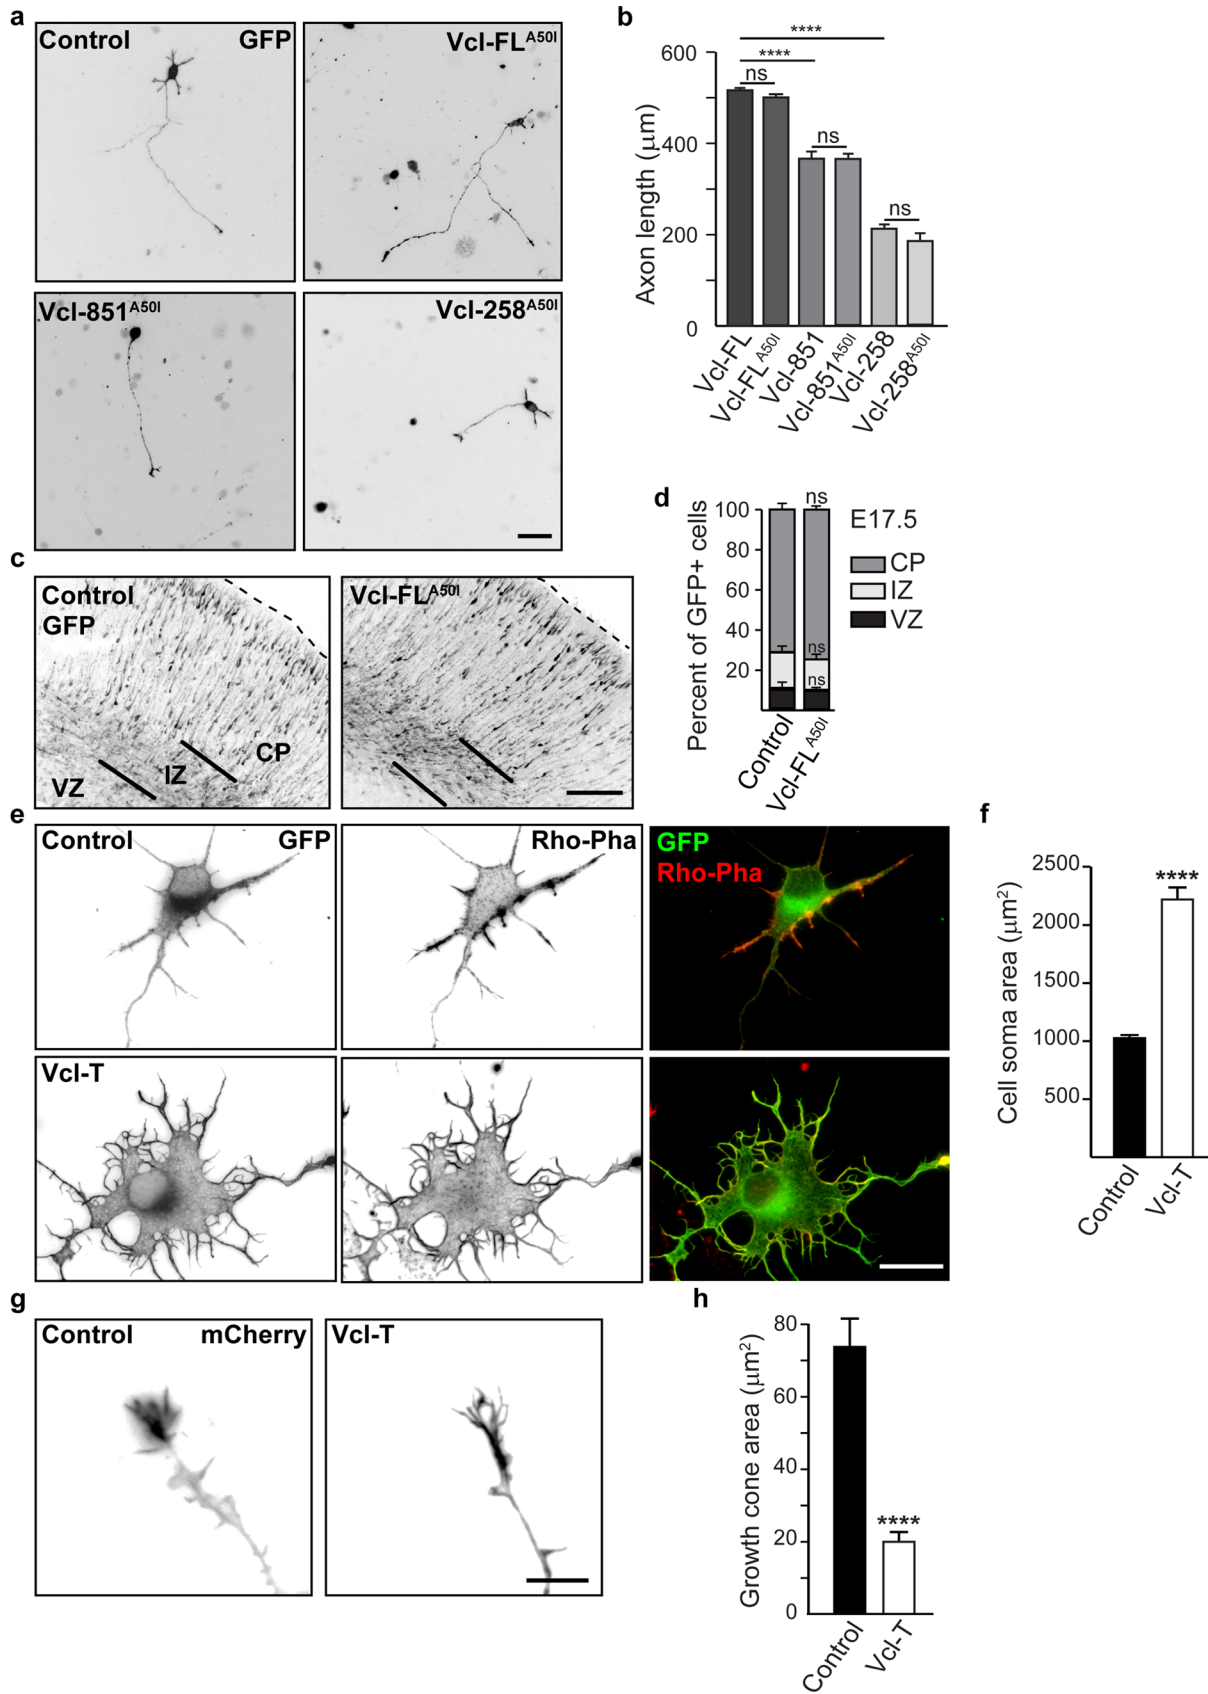 a
Control GFP
Vcl-FL^A50I
Vcl-851^A50I
Vcl-258^A50I
b
Axon length (µm)
600
400
200
0
****
****
ns
ns
ns
Vcl-FL
Vcl-FL^A50I
Vcl-851
Vcl-851^A50I
Vcl-258
Vcl-258^A50I
c
Control
GFP
VZ
IZ
CP
Vcl-FL^A50I
d
Percent of GFP+ cells
100
80
60
40
20
ns
ns
ns
Control
Vcl-FL^A50I
E17.5
CP
IZ
VZ
e
Control GFP
Rho-Pha
GFP
Rho-Pha
Vcl-T
f
Cell soma area (µm²)
2500
2000
1500
1000
500
****
Control
Vcl-T
g
Control mCherry
Vcl-T
h
Growth cone area (µm²)
80
60
40
20
0
****
Control
Vcl-T